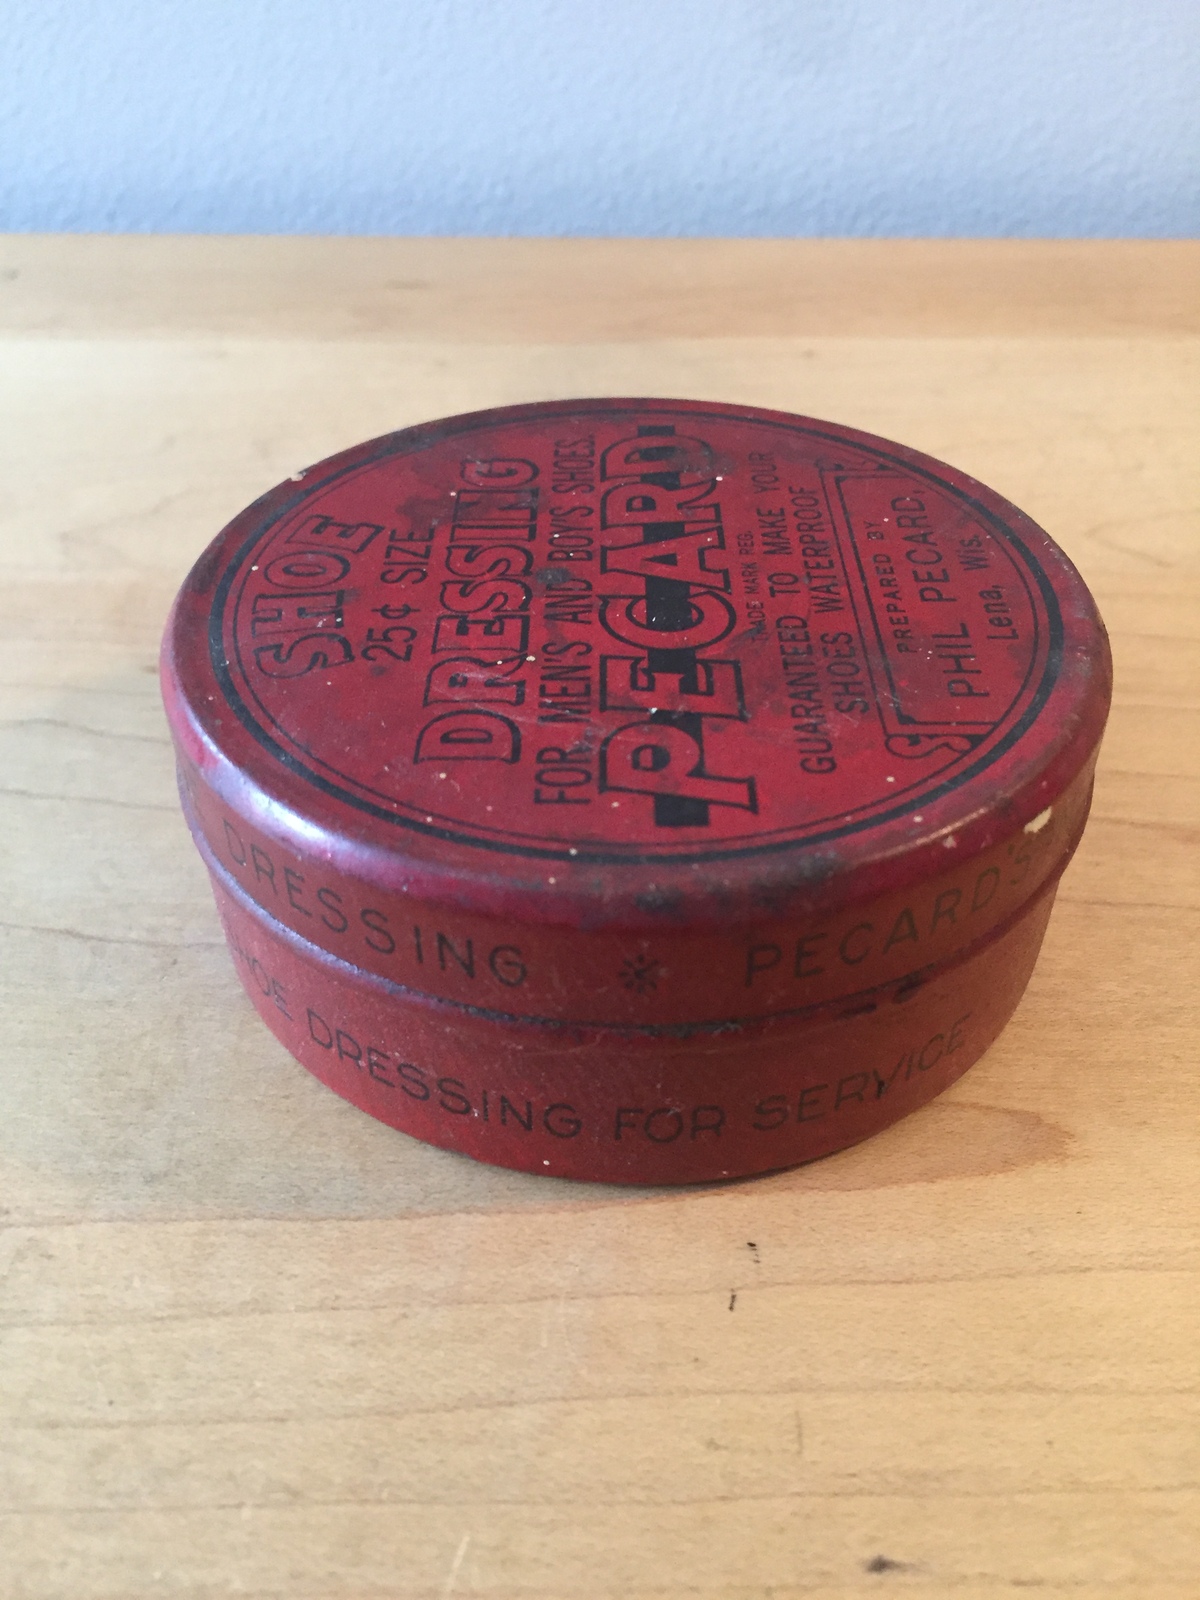 SHOE
25¢ SIZE
DRESSING
FOR MEN'S AND BOY'S SHOES.
PECARD
TRADE MARK REG.
GUARANTEED TO MAKE YOUR
SHOES WATERPROOF
PREPARED BY
PHIL PECARD,
Lena, Wis.
DRESSING * PECARD'S
SHOE DRESSING FOR SERVICE